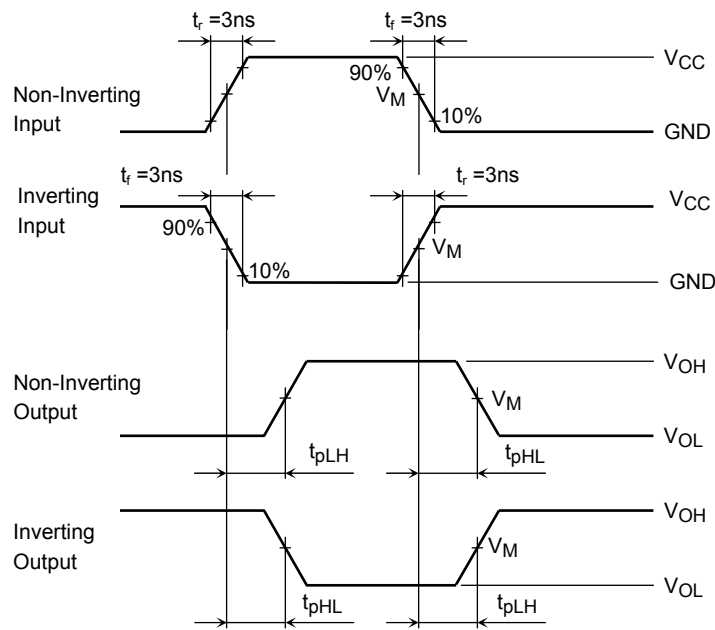 tr =3ns
tf =3ns
VCC
90%
Non-Inverting
Input
VM
10%
GND
tf =3ns
tr =3ns
Inverting
Input
VCC
90%
VM
10%
GND
VOH
Non-Inverting
Output
VM
VOL
tpLH
tpHL
VOH
Inverting
Output
VM
VOL
tpHL
tpLH